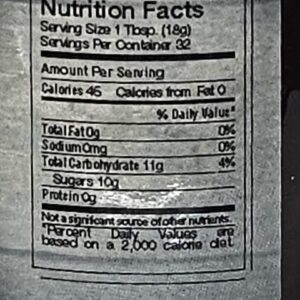 Nutrition Facts
Serving Size 1 Tbsp. (18g)
Servings Per Container 32
Amount Per Serving
Calories 45 Calories from Fat 0
% Daily Value*
Total Fat 0g 0%
Sodium 0mg 0%
Total Carbohydrate 11g 4%
Sugars 10g
Protein 0g
Not a significant source of other nutrients.
*Percent Daily Values are
based on a 2,000 calorie diet